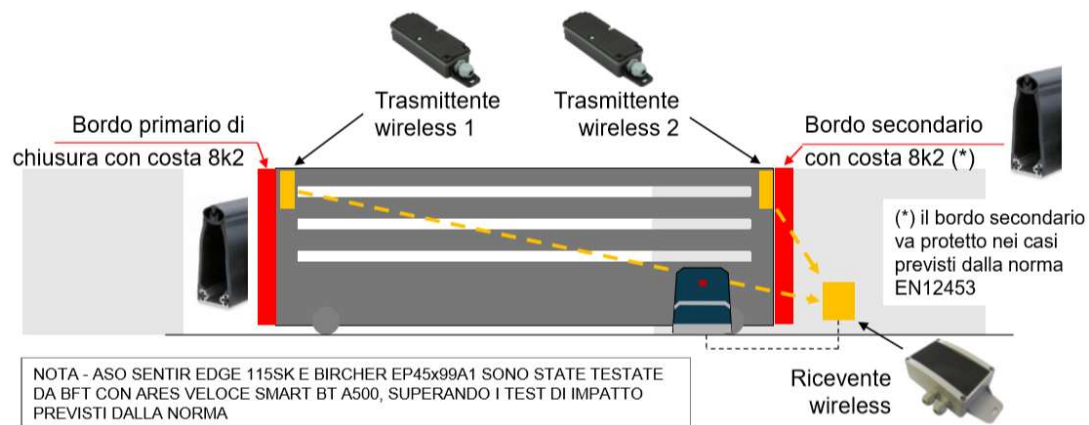 Trasmittente
wireless 1
Trasmittente
wireless 2
Bordo primario di
chiusura con costa 8k2
Bordo secondario
con costa 8k2 (*)
(*) il bordo secondario
va protetto nei casi
previsti dalla norma
EN12453
NOTA - ASO SENTIR EDGE 115SK E BIRCHER EP45x99A1 SONO STATE TESTATE
DA BFT CON ARES VELOCE SMART BT A500, SUPERANDO I TEST DI IMPATTO
PREVISTI DALLA NORMA
Ricevente
wireless